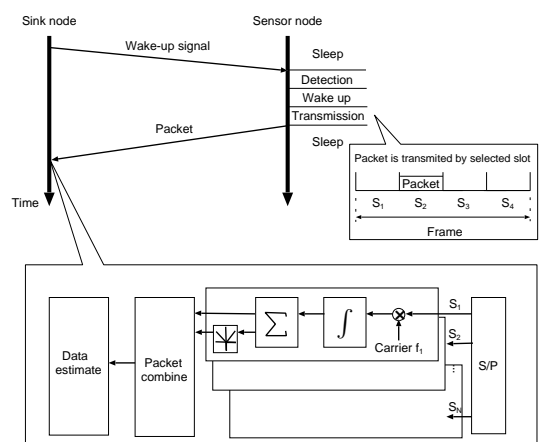 Sink node
Sensor node
Wake-up signal
Sleep
Detection
Wake up
Transmission
Packet
Sleep
Packet is transmited by selected slot
Packet
S1 S2 S3 S4
Frame
Time
S1
Σ
∫
Carrier f1
S2
Data estimate
Packet combine
S/P
⋮
SN